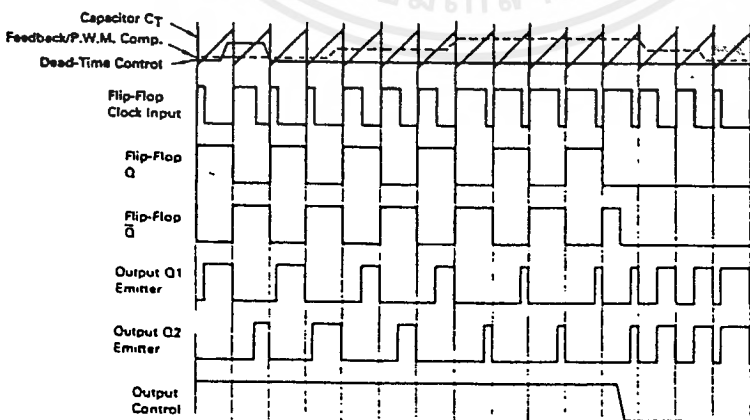 Capacitor CT
Feedback/P.W.M. Comp.
Dead-Time Control
Flip-Flop
Clock Input
Flip-Flop
Q
Flip-Flop
Q̅
Output Q1
Emitter
Output Q2
Emitter
Output
Control